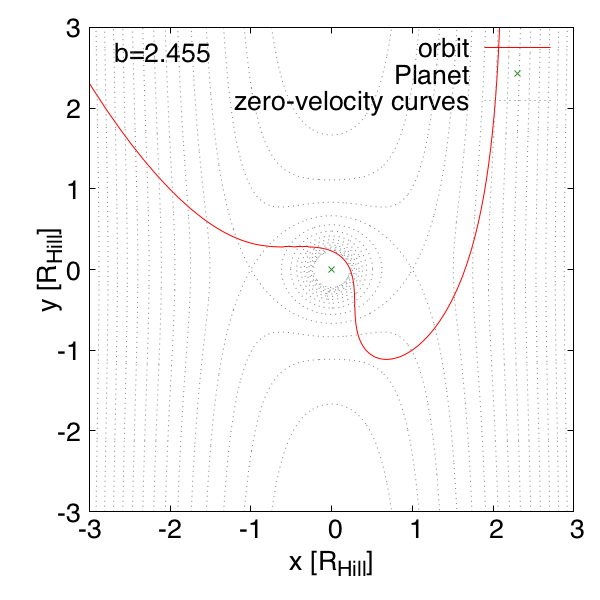 b=2.455
orbit
Planet
zero-velocity curves
3
2
1
0
-1
-2
-3
y [R_Hill]
-3
-2
-1
0
1
2
3
x [R_Hill]